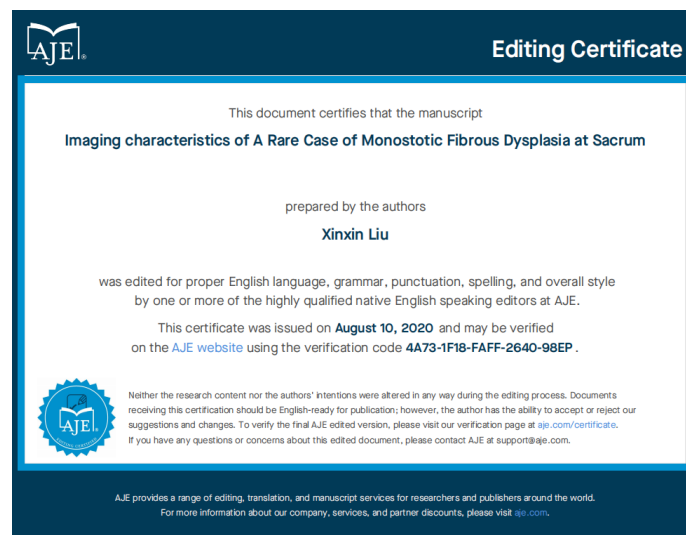 AJE®
Editing Certificate
This document certifies that the manuscript
Imaging characteristics of A Rare Case of Monostotic Fibrous Dysplasia at Sacrum
prepared by the authors
Xinxin Liu
was edited for proper English language, grammar, punctuation, spelling, and overall style
by one or more of the highly qualified native English speaking editors at AJE.
This certificate was issued on August 10, 2020 and may be verified
on the AJE website using the verification code 4A73-1F18-FAFF-2640-98EP .
Neither the research content nor the authors' intentions were altered in any way during the editing process. Documents
receiving this certification should be English-ready for publication; however, the author has the ability to accept or reject our
suggestions and changes. To verify the final AJE edited version, please visit our verification page at aje.com/certificate.
If you have any questions or concerns about this edited document, please contact AJE at support@aje.com.
AJE
EDITING CERTIFIED
AJE provides a range of editing, translation, and manuscript services for researchers and publishers around the world.
For more information about our company, services, and partner discounts, please visit aje.com.